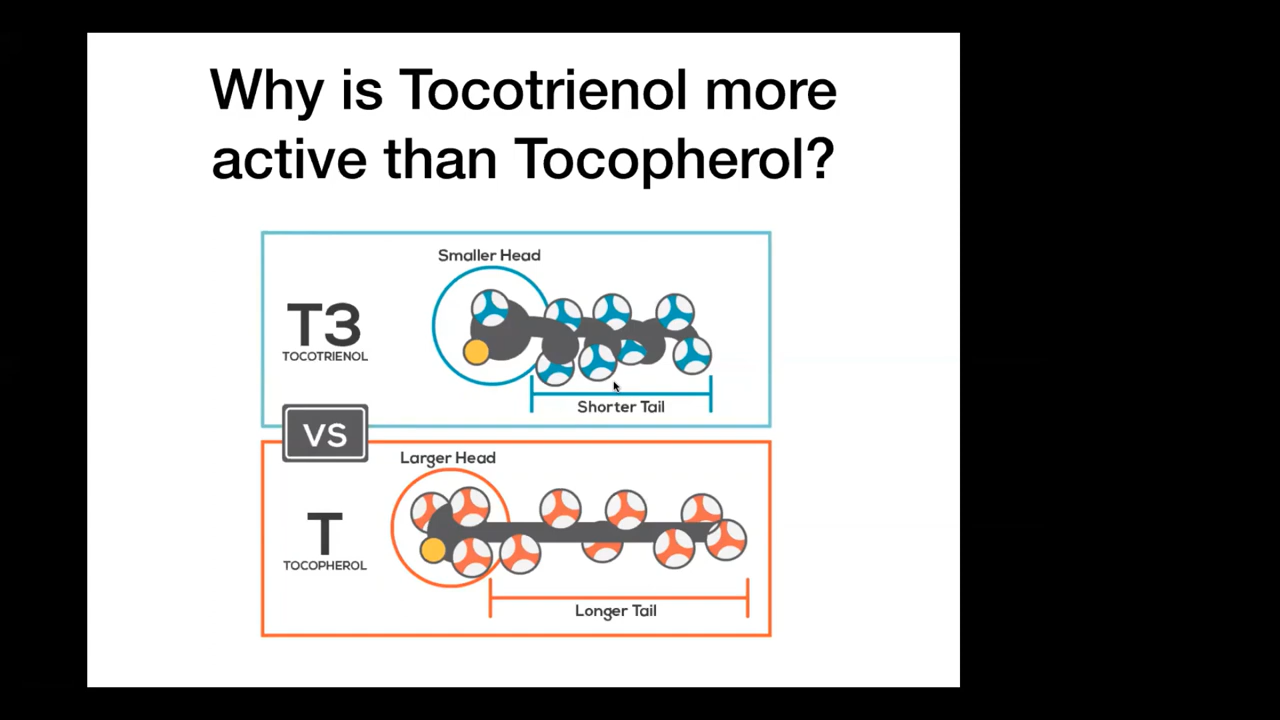 Why is Tocotrienol more
active than Tocopherol?
Smaller Head
T3
TOCOTRIENOL
Shorter Tail
VS
Larger Head
T
TOCOPHEROL
Longer Tail